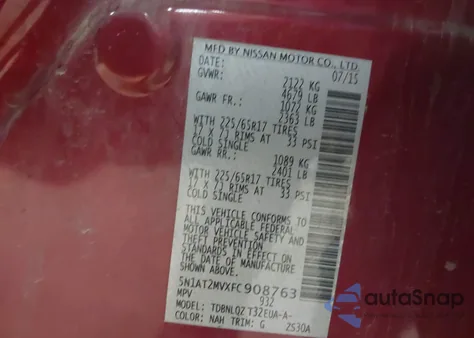 MFD BY NISSAN MOTOR CO., LTD.
DATE: 07/15
GVWR: 2122 KG
4679 LB
GAWR FR.: 1072 KG
2363 LB
WITH 225/65R17 TIRES
17 X 7J RIMS AT 33 PSI
COLD SINGLE
GAWR RR.: 1089 KG
2401 LB
WITH 225/65R17 TIRES
17 X 7J RIMS AT 33 PSI
COLD SINGLE
THIS VEHICLE CONFORMS TO
ALL APPLICABLE FEDERAL
MOTOR VEHICLE SAFETY AND
THEFT PREVENTION
STANDARDS IN EFFECT ON
THE DATE OF MANUFACTURE
SHOWN ABOVE.
5N1AT2MVXFC908763
MPV 932
MODEL: TDBNLQZ T32EUA-A-
COLOR: NAH TRIM: G 2530A
autoSnap
POWERED BY